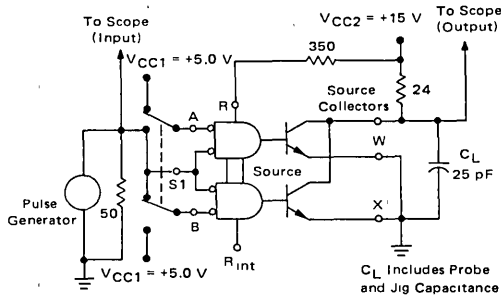 To Scope
(Input)
To Scope
(Output)
VCC2 = +15 V
350
VCC1 = +5.0 V
R
24
Source
Collectors
A
W
S1
Source
CL
25 pF
Pulse
Generator
50
B
X
Rint
VCC1 = +5.0 V
CL Includes Probe
and Jig Capacitance